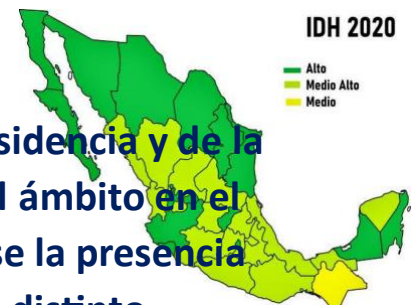 IDH 2020
Alto
Medio Alto
Medio
sidencia y de la
l ámbito en el
se la presencia
distinto